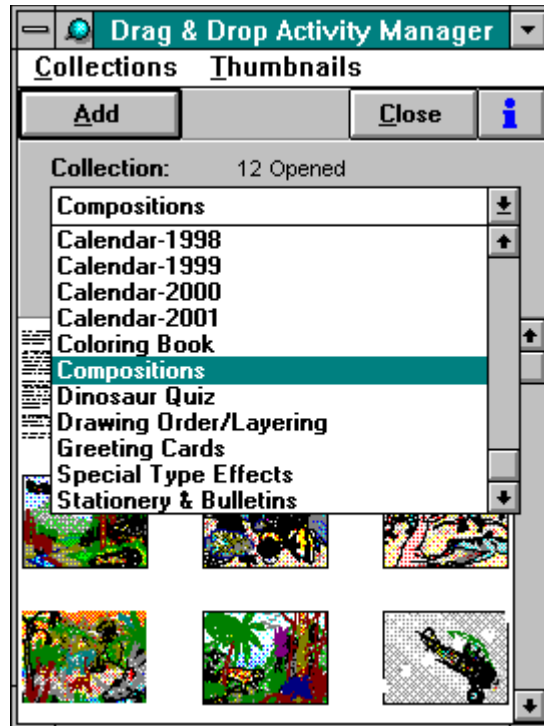 Drag & Drop Activity Manager
Collections Thumbnails
Add Close i
Collection: 12 Opened
Compositions
Calendar-1998
Calendar-1999
Calendar-2000
Calendar-2001
Coloring Book
Compositions
Dinosaur Quiz
Drawing Order/Layering
Greeting Cards
Special Type Effects
Stationery & Bulletins